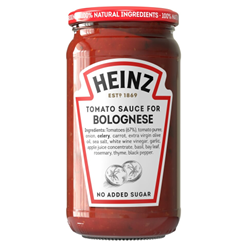 100% NATURAL INGREDIENTS
HEINZ
ESTD 1869
TOMATO SAUCE FOR
BOLOGNESE
Ingredients: Tomatoes (67%), tomato puree,
onion, celery, carrot, extra virgin olive
oil, sea salt, white wine vinegar, garlic,
apple juice concentrate, basil, bay leaf,
rosemary, thyme, black pepper.
NO ADDED SUGAR